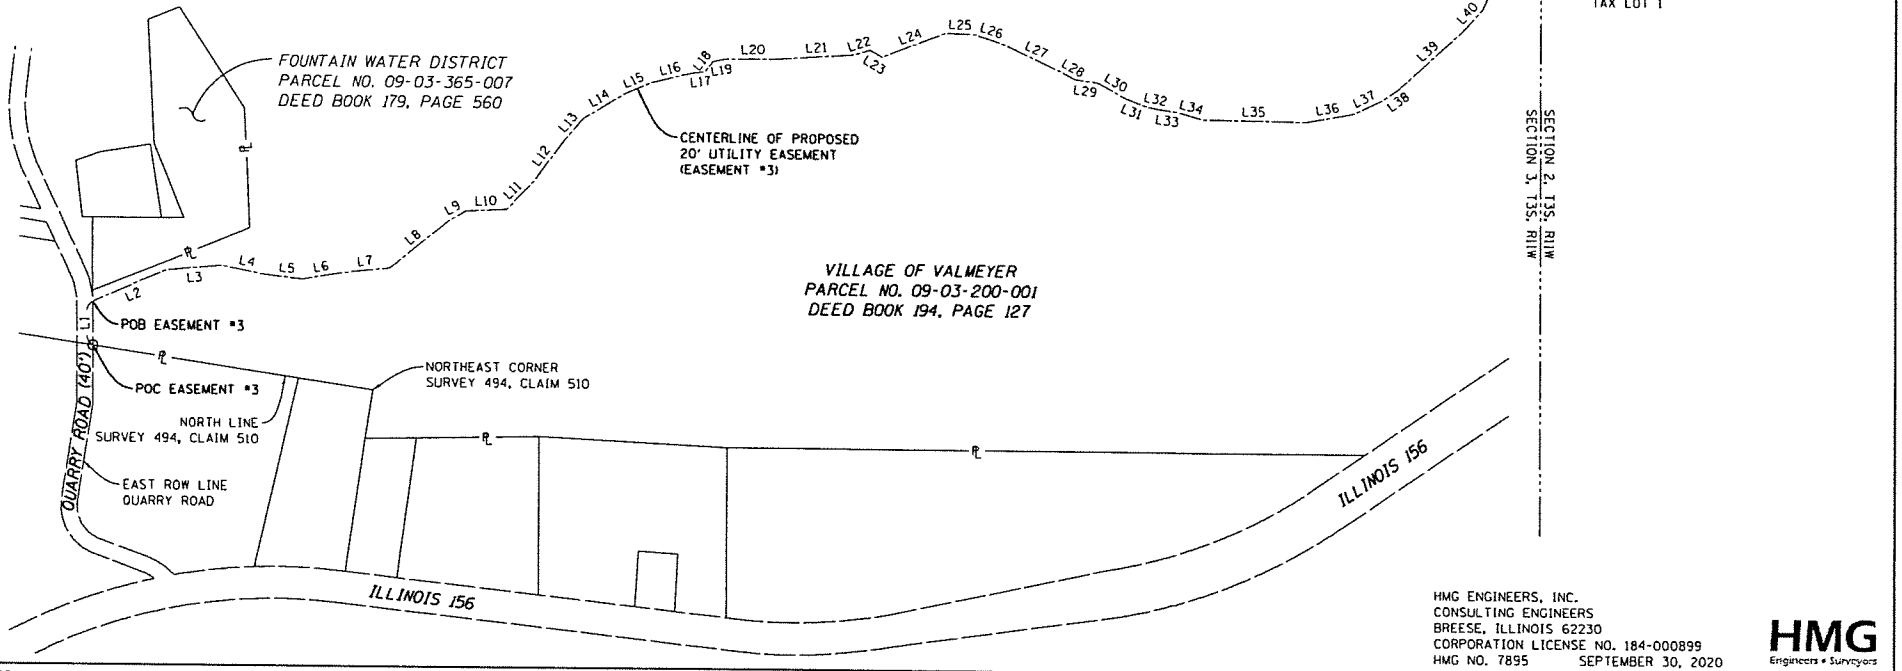 TAX LOT 1
L40
L39
L38
L37
L36
L35
L34
L33
L32
L31
L30
L29
L28
L27
L26
L25
L24
L23
L22
L21
L20
L19
L18
L17
L16
L15
L14
L13
L12
L11
L10
L9
L8
L7
L6
L5
L4
L3
L2
L1
FOUNTAIN WATER DISTRICT
PARCEL NO. 09-03-365-007
DEED BOOK 179, PAGE 560
CENTERLINE OF PROPOSED
20' UTILITY EASEMENT
(EASEMENT #3)
SECTION 2, T3S, R11W
SECTION 3, T3S, R11W
VILLAGE OF VALMEYER
PARCEL NO. 09-03-200-001
DEED BOOK 194, PAGE 127
PL
PL
PL
PL
PL
POB EASEMENT #3
POC EASEMENT #3
NORTHEAST CORNER
SURVEY 494, CLAIM 510
NORTH LINE
SURVEY 494, CLAIM 510
QUARRY ROAD (40')
EAST ROW LINE
QUARRY ROAD
ILLINOIS 156
ILLINOIS 156
HMG ENGINEERS, INC.
CONSULTING ENGINEERS
BREESE, ILLINOIS 62230
CORPORATION LICENSE NO. 184-000899
HMG NO. 7895 SEPTEMBER 30, 2020
HMG
Engineers • Surveyors